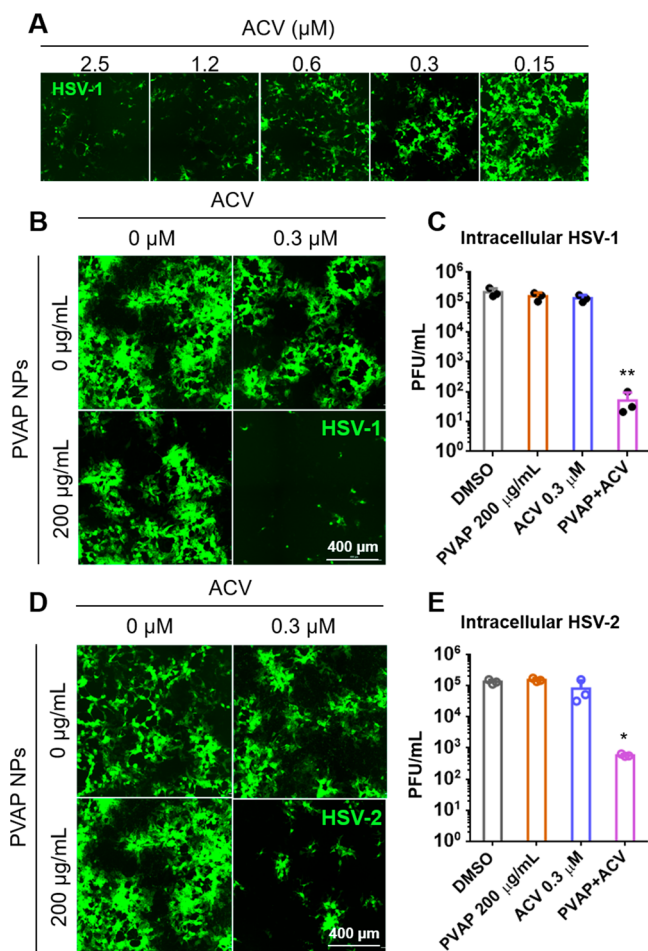 A
ACV (µM)
2.5 1.2 0.6 0.3 0.15
HSV-1
B
ACV
0 µM 0.3 µM
PVAP NPs
0 µg/mL
200 µg/mL
HSV-1
400 µm
C
Intracellular HSV-1
PFU/mL
10⁶
10⁵
10⁴
10³
10²
10¹
10⁰
**
DMSO
PVAP 200 µg/mL
ACV 0.3 µM
PVAP+ACV
D
ACV
0 µM 0.3 µM
PVAP NPs
0 µg/mL
200 µg/mL
HSV-2
400 µm
E
Intracellular HSV-2
PFU/mL
10⁶
10⁵
10⁴
10³
10²
10¹
10⁰
*
DMSO
PVAP 200 µg/mL
ACV 0.3 µM
PVAP+ACV